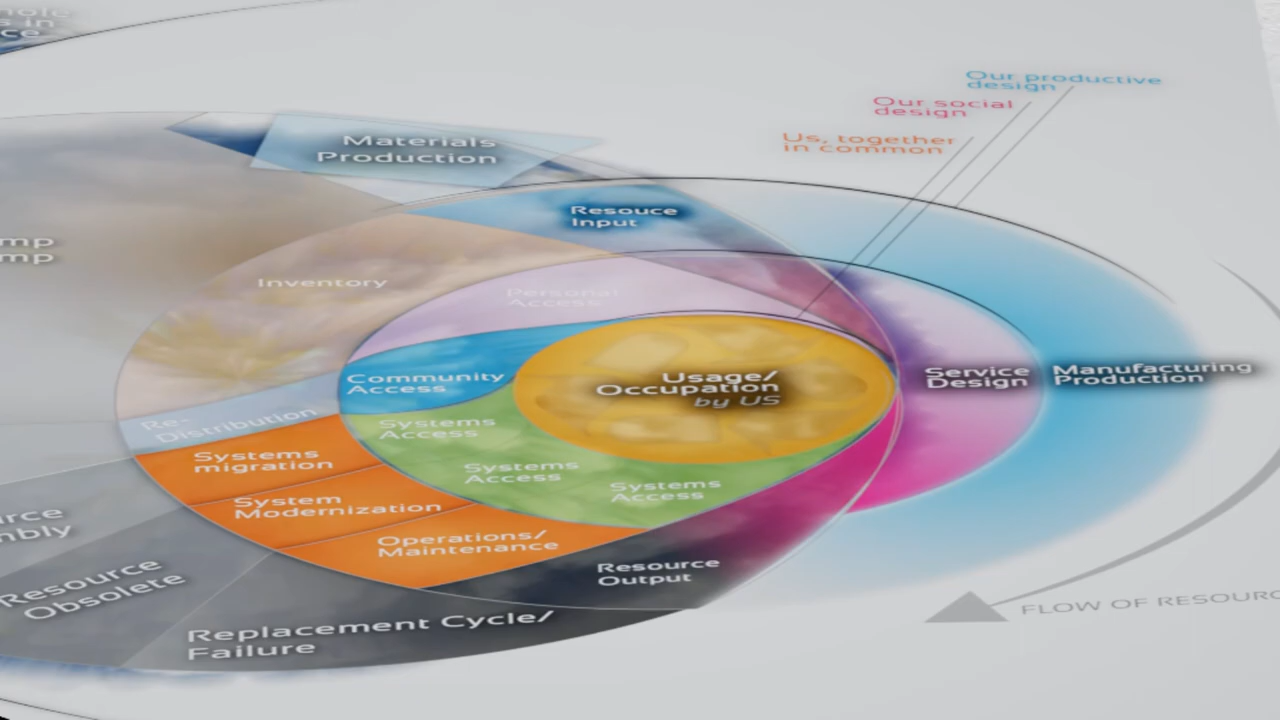 Our productive
design
Our social
design
Us, together
in common
Materials
Production
Resouce
Input
Inventory
Personal
Access
Usage/
Occupation
by US
Service
Design
Manufacturing
Production
Community
Access
Re-
Distribution
Systems
Access
Systems
migration
Systems
Access
Systems
Access
System
Modernization
Operations/
Maintenance
Resource
Output
Resource
Obsolete
Replacement Cycle/
Failure
FLOW OF